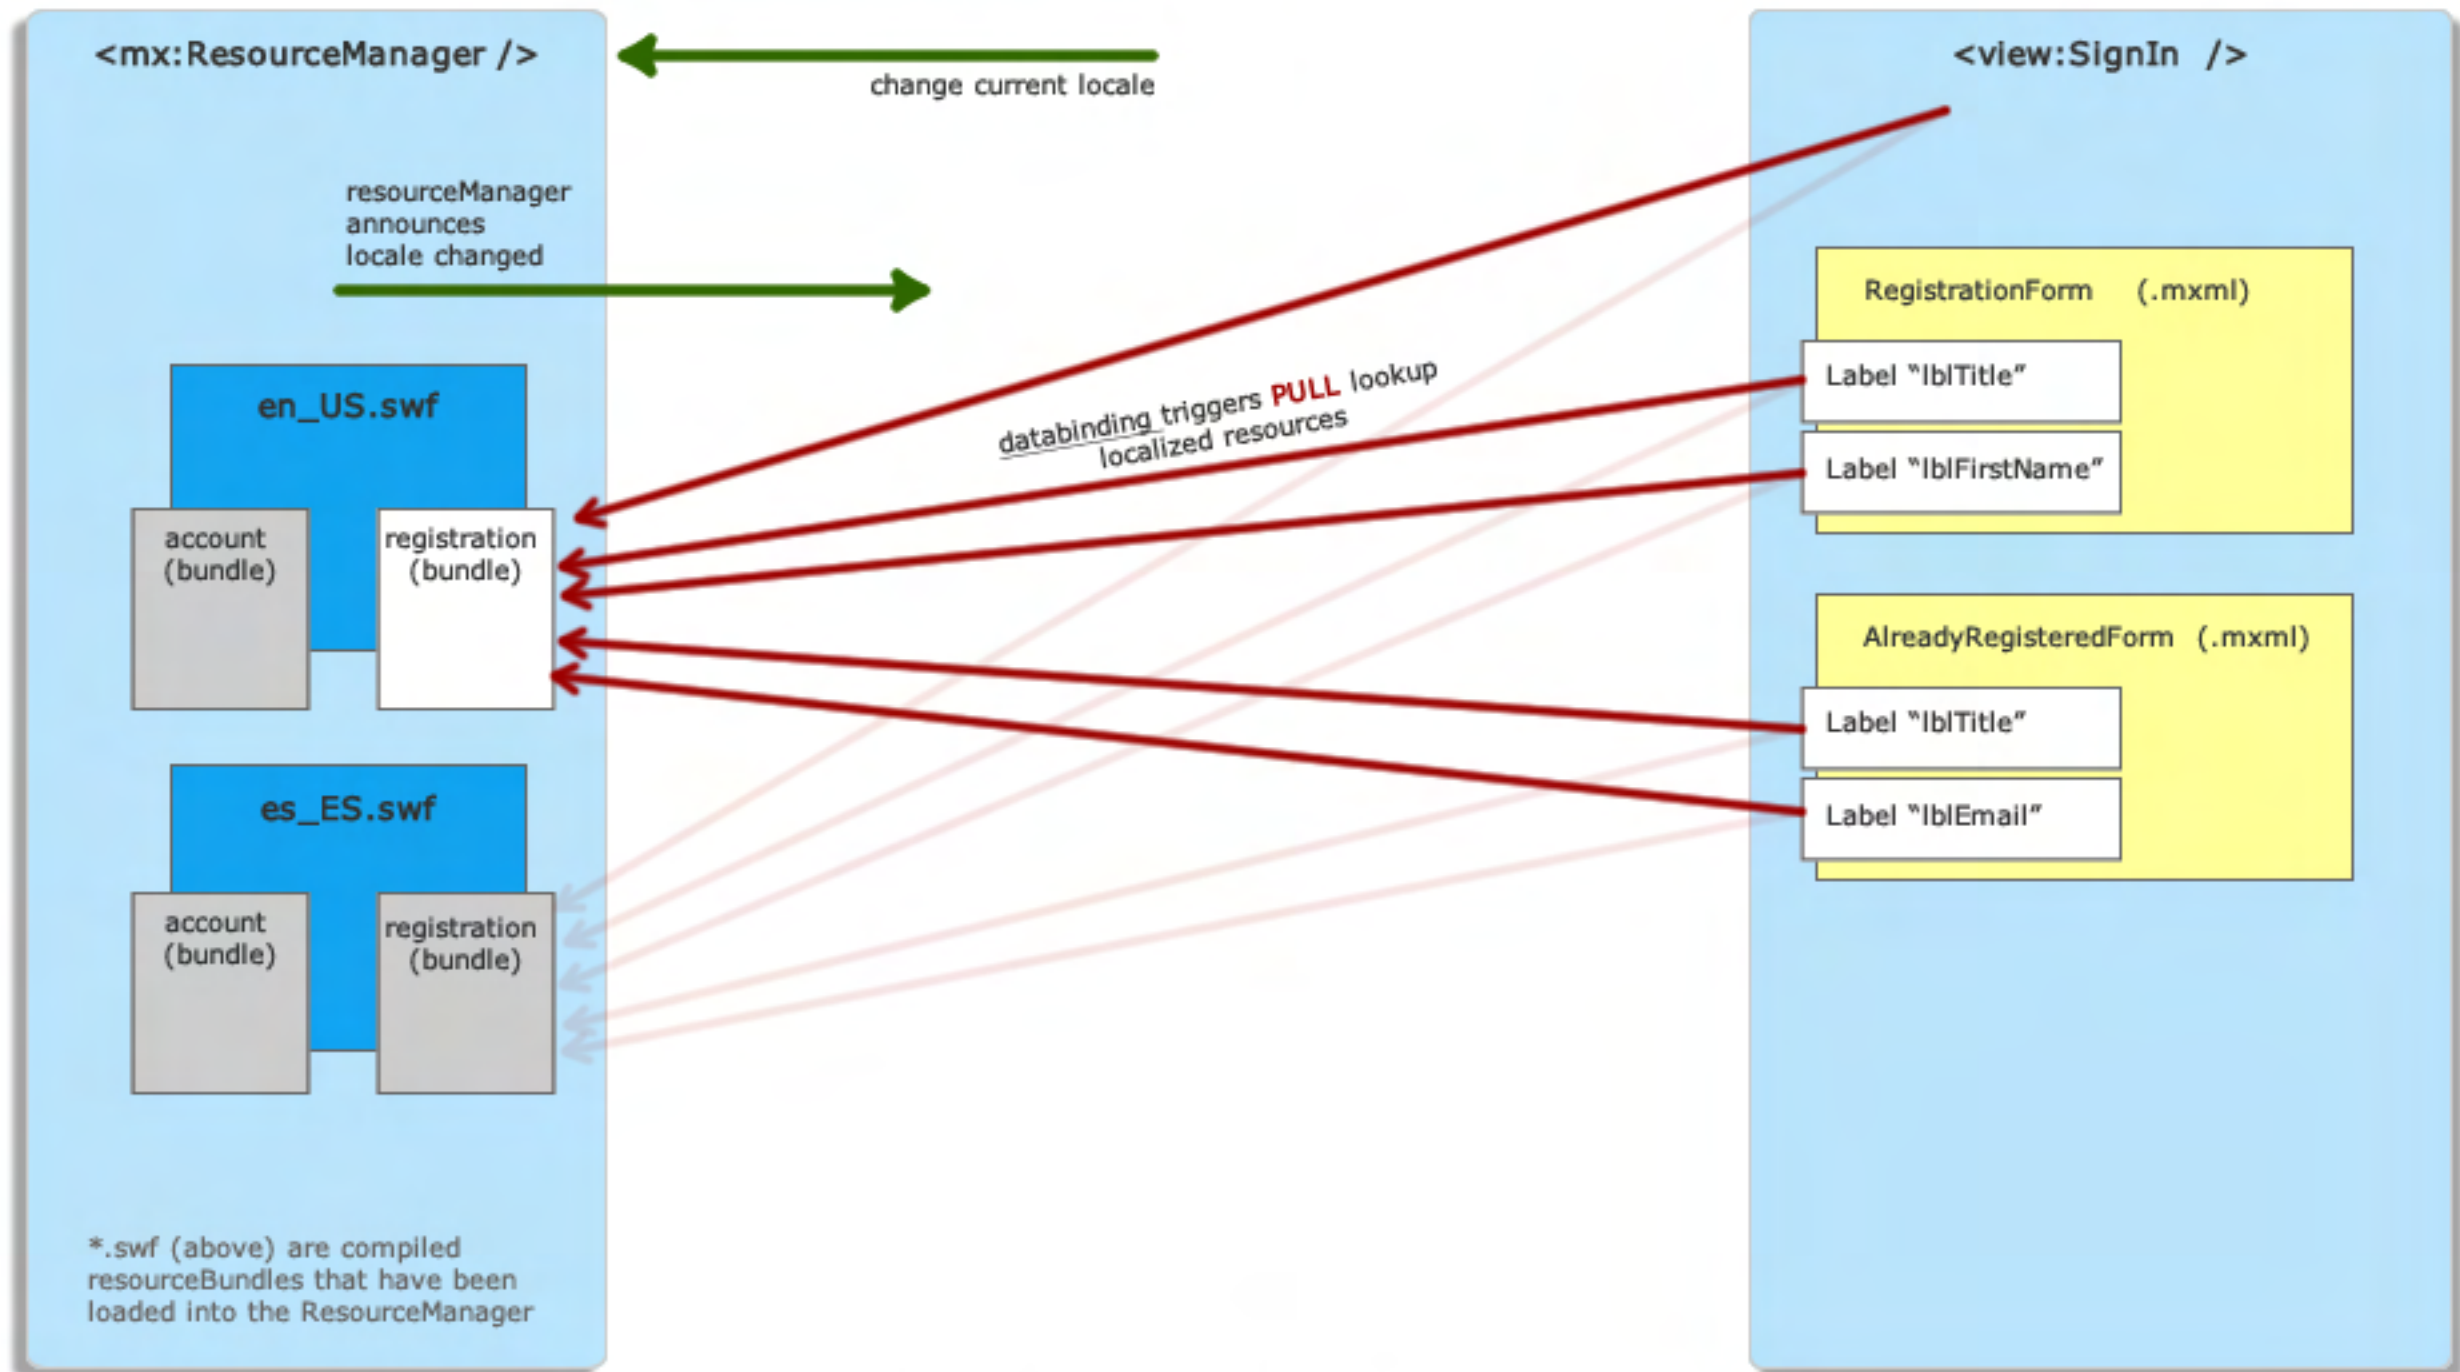 <mx:ResourceManager />
change current locale
<view:SignIn />
resourceManager
announces
locale changed
RegistrationForm (.mxml)
Label “lblTitle”
Label “lblFirstName”
databinding triggers PULL lookup
localized resources
en_US.swf
account
(bundle)
registration
(bundle)
AlreadyRegisteredForm (.mxml)
Label “lblTitle”
Label “lblEmail”
es_ES.swf
account
(bundle)
registration
(bundle)
*.swf (above) are compiled
resourceBundles that have been
loaded into the ResourceManager